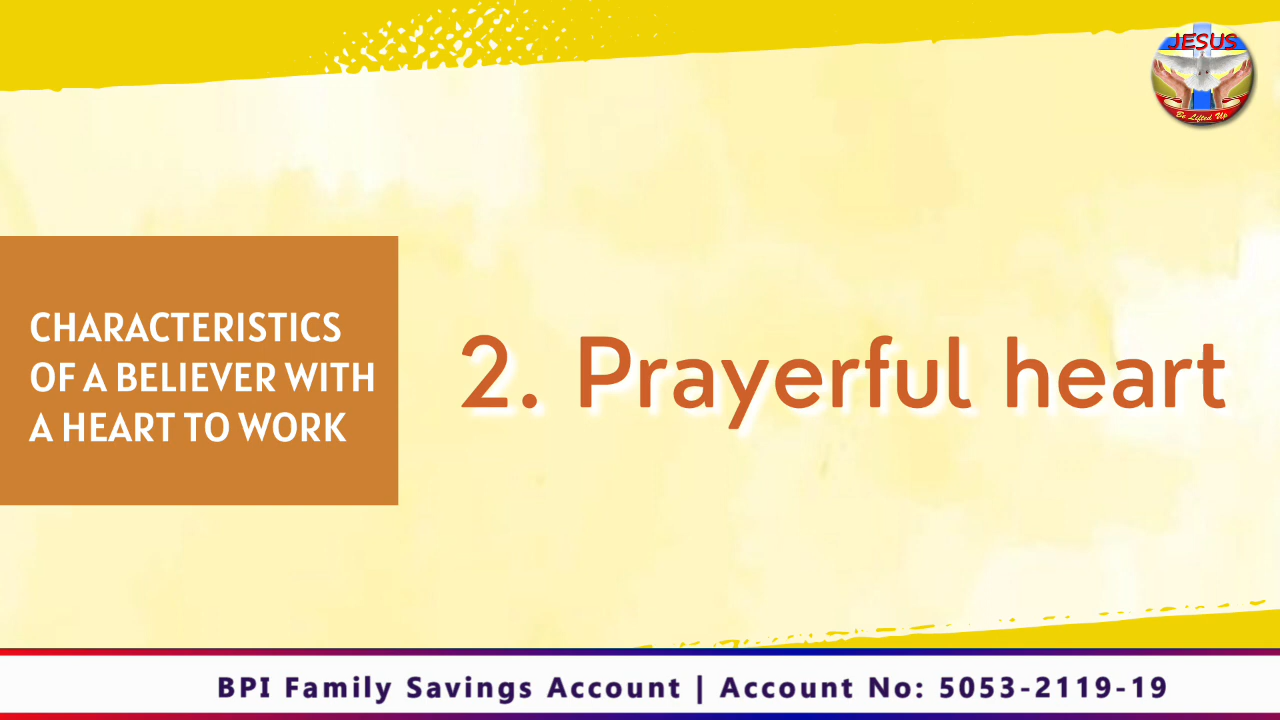 JESUS
Be Lifted Up
CHARACTERISTICS
OF A BELIEVER WITH
A HEART TO WORK
2. Prayerful heart
BPI Family Savings Account | Account No: 5053-2119-19